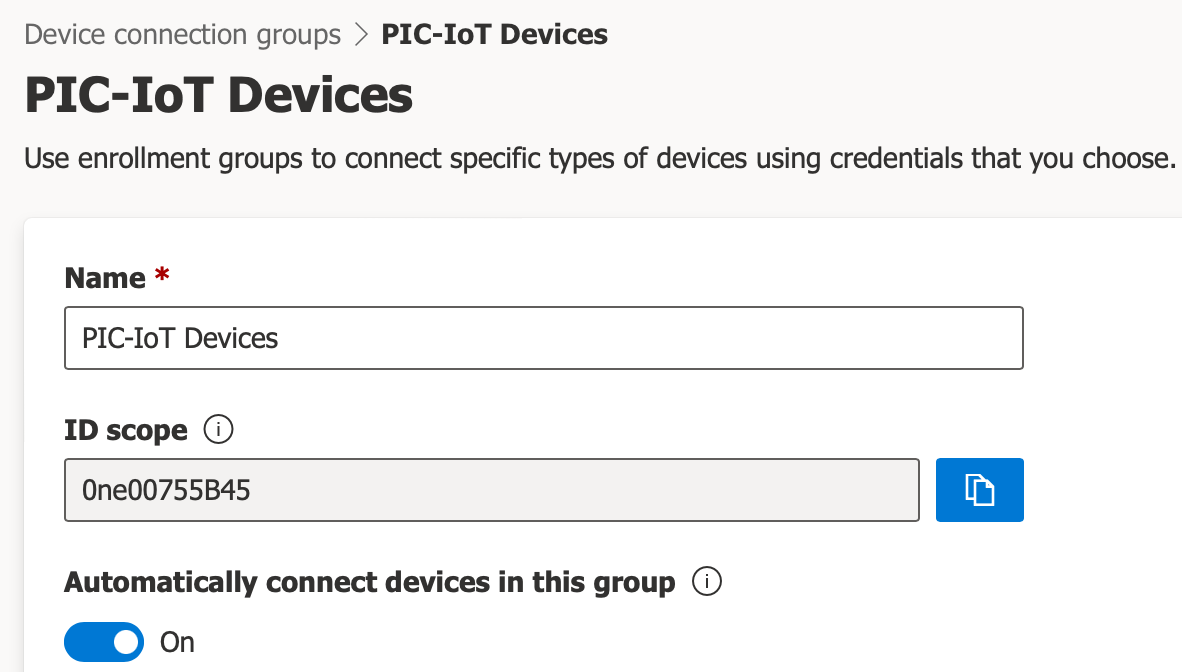 Device connection groups > PIC-IoT Devices
PIC-IoT Devices
Use enrollment groups to connect specific types of devices using credentials that you choose.
Name *
PIC-IoT Devices
ID scope
0ne00755B45
Automatically connect devices in this group
On